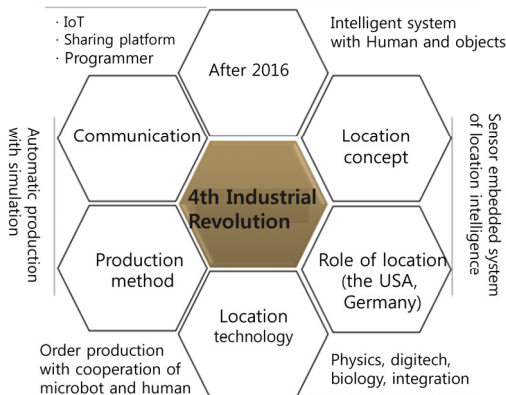 · IoT
· Sharing platform
· Programmer
Intelligent system
with Human and objects
After 2016
Communication
Location
concept
Automatic production
with simulation
Sensor embedded system
of location intelligence
4th Industrial
Revolution
Production
method
Role of location
(the USA,
Germany)
Location
technology
Order production
with cooperation of
microbot and human
Physics, digitech,
biology, integration